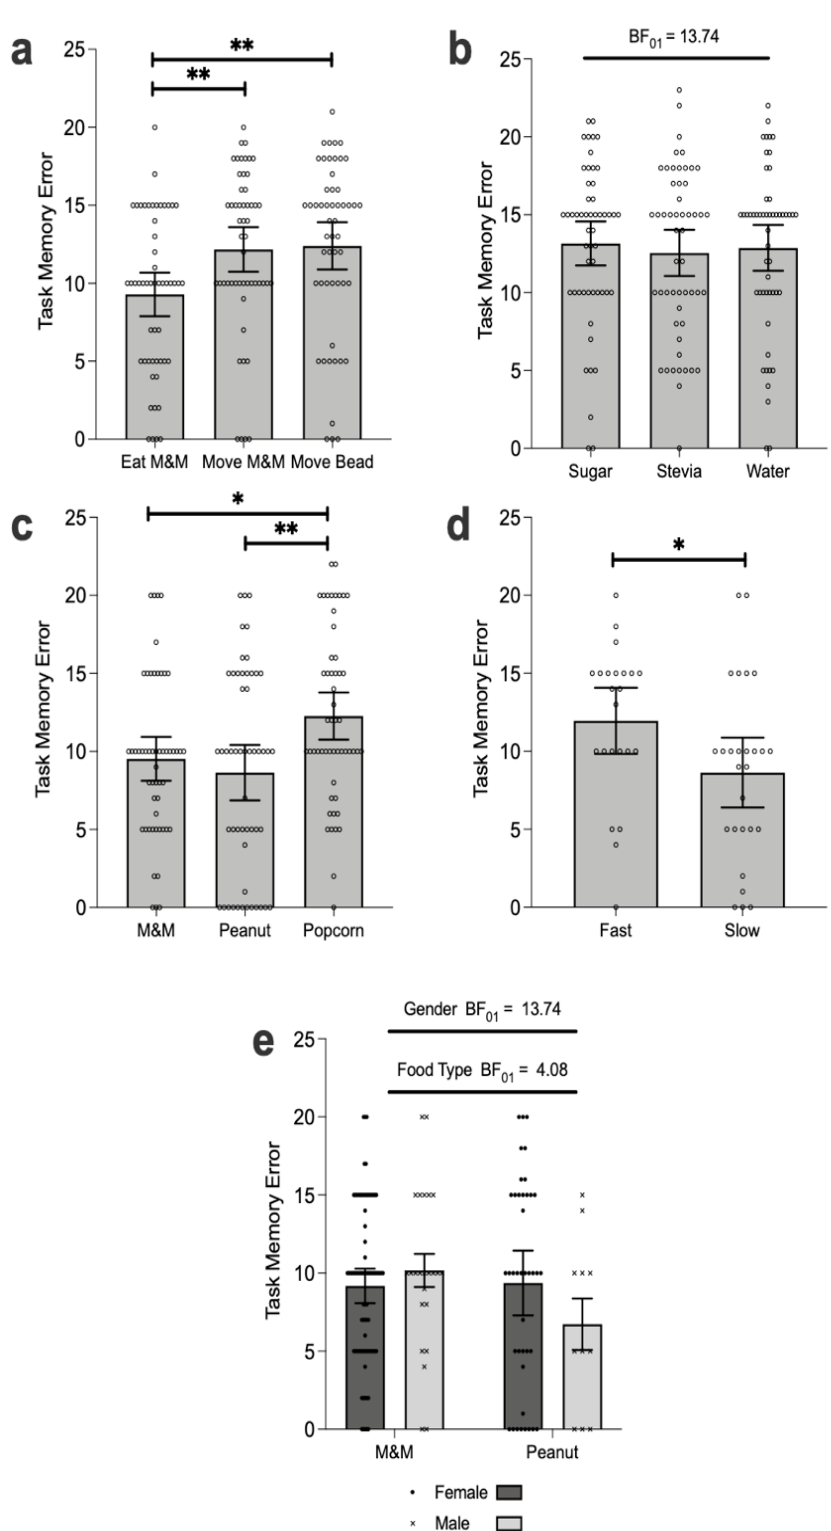 a
**
**
25
20
15
10
5
0
Task Memory Error
Eat M&M Move M&M Move Bead
b
BF01 = 13.74
25
20
15
10
5
0
Task Memory Error
Sugar Stevia Water
c
*
**
25
20
15
10
5
0
Task Memory Error
M&M Peanut Popcorn
d
*
25
20
15
10
5
0
Task Memory Error
Fast Slow
e
Gender BF01 = 13.74
Food Type BF01 = 4.08
25
20
15
10
5
0
Task Memory Error
M&M Peanut
Female
Male